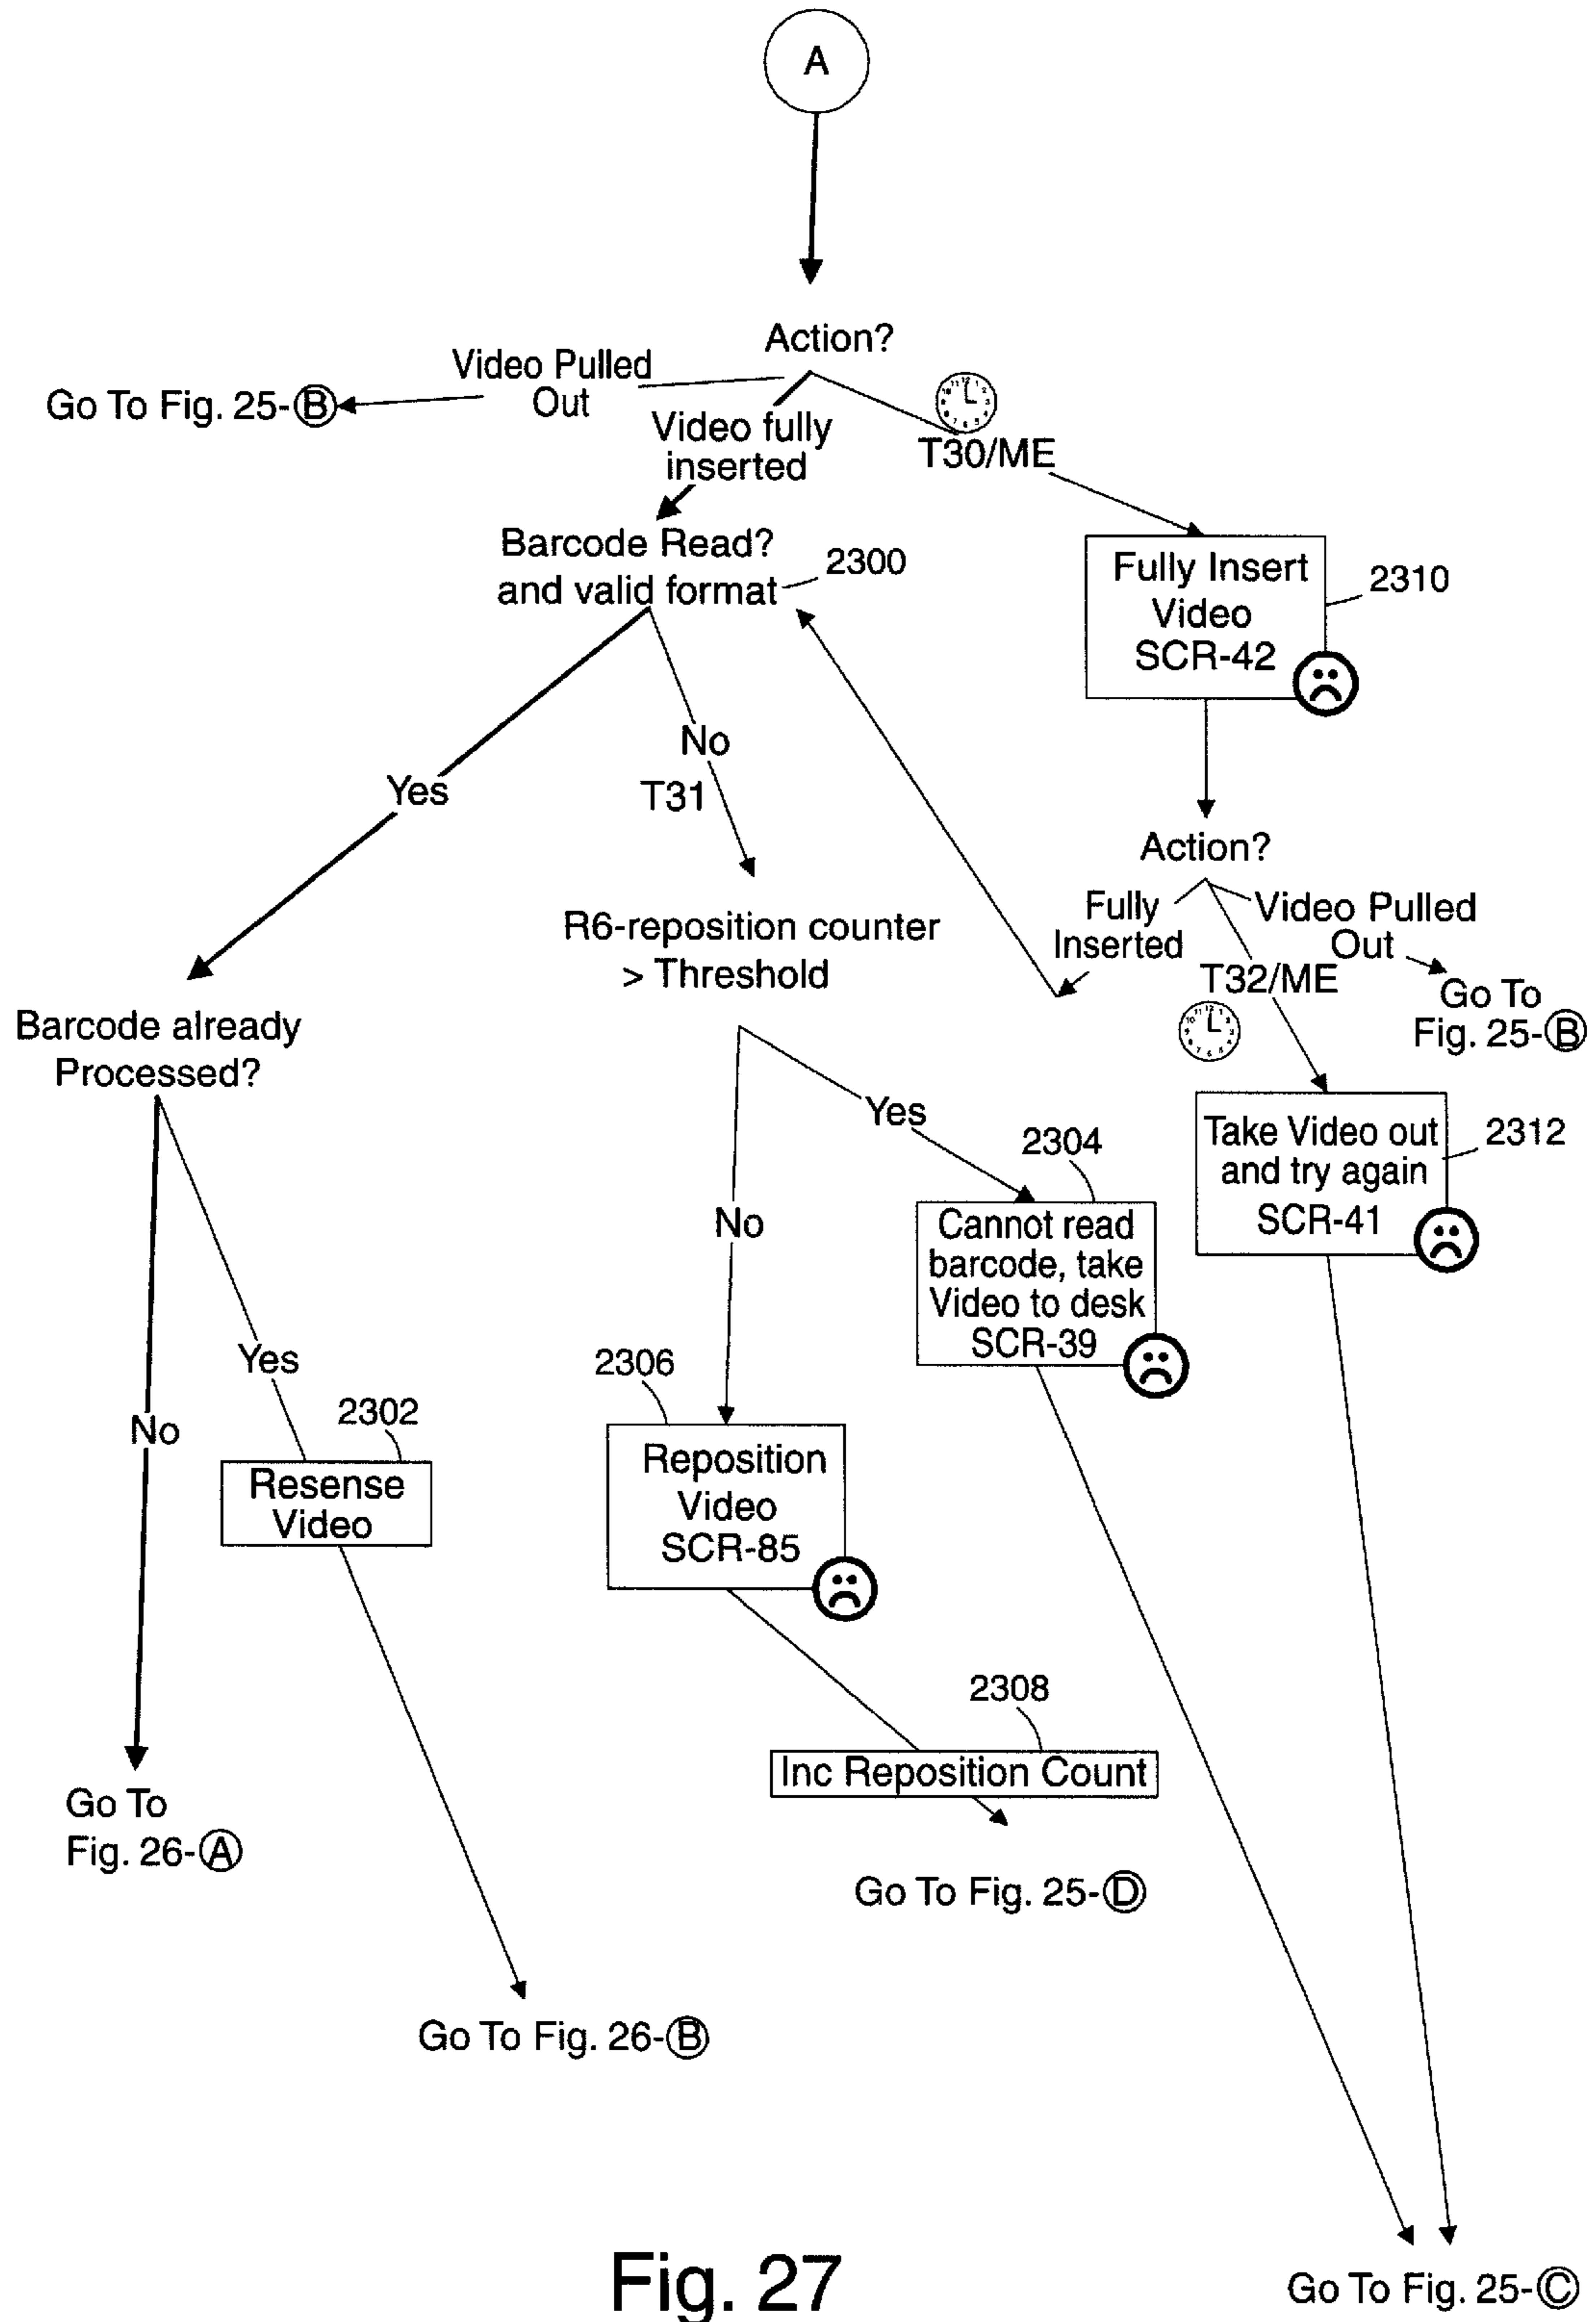 A
Action?
Video Pulled
Out
Go To Fig. 25-B
Video fully
inserted
T30/ME
Barcode Read?
and valid format
2300
Fully Insert
Video
SCR-42
2310
No
T31
Yes
Action?
Fully
Inserted
Video Pulled
Out
T32/ME
Go To
Fig. 25-B
R6-reposition counter
> Threshold
Barcode already
Processed?
Yes
2304
Take Video out
and try again
SCR-41
2312
No
Cannot read
barcode, take
Video to desk
SCR-39
Yes
2306
No
2302
Resense
Video
Reposition
Video
SCR-85
2308
Inc Reposition Count
Go To
Fig. 26-A
Go To Fig. 25-D
Go To Fig. 26-B
Fig. 27
Go To Fig. 25-C